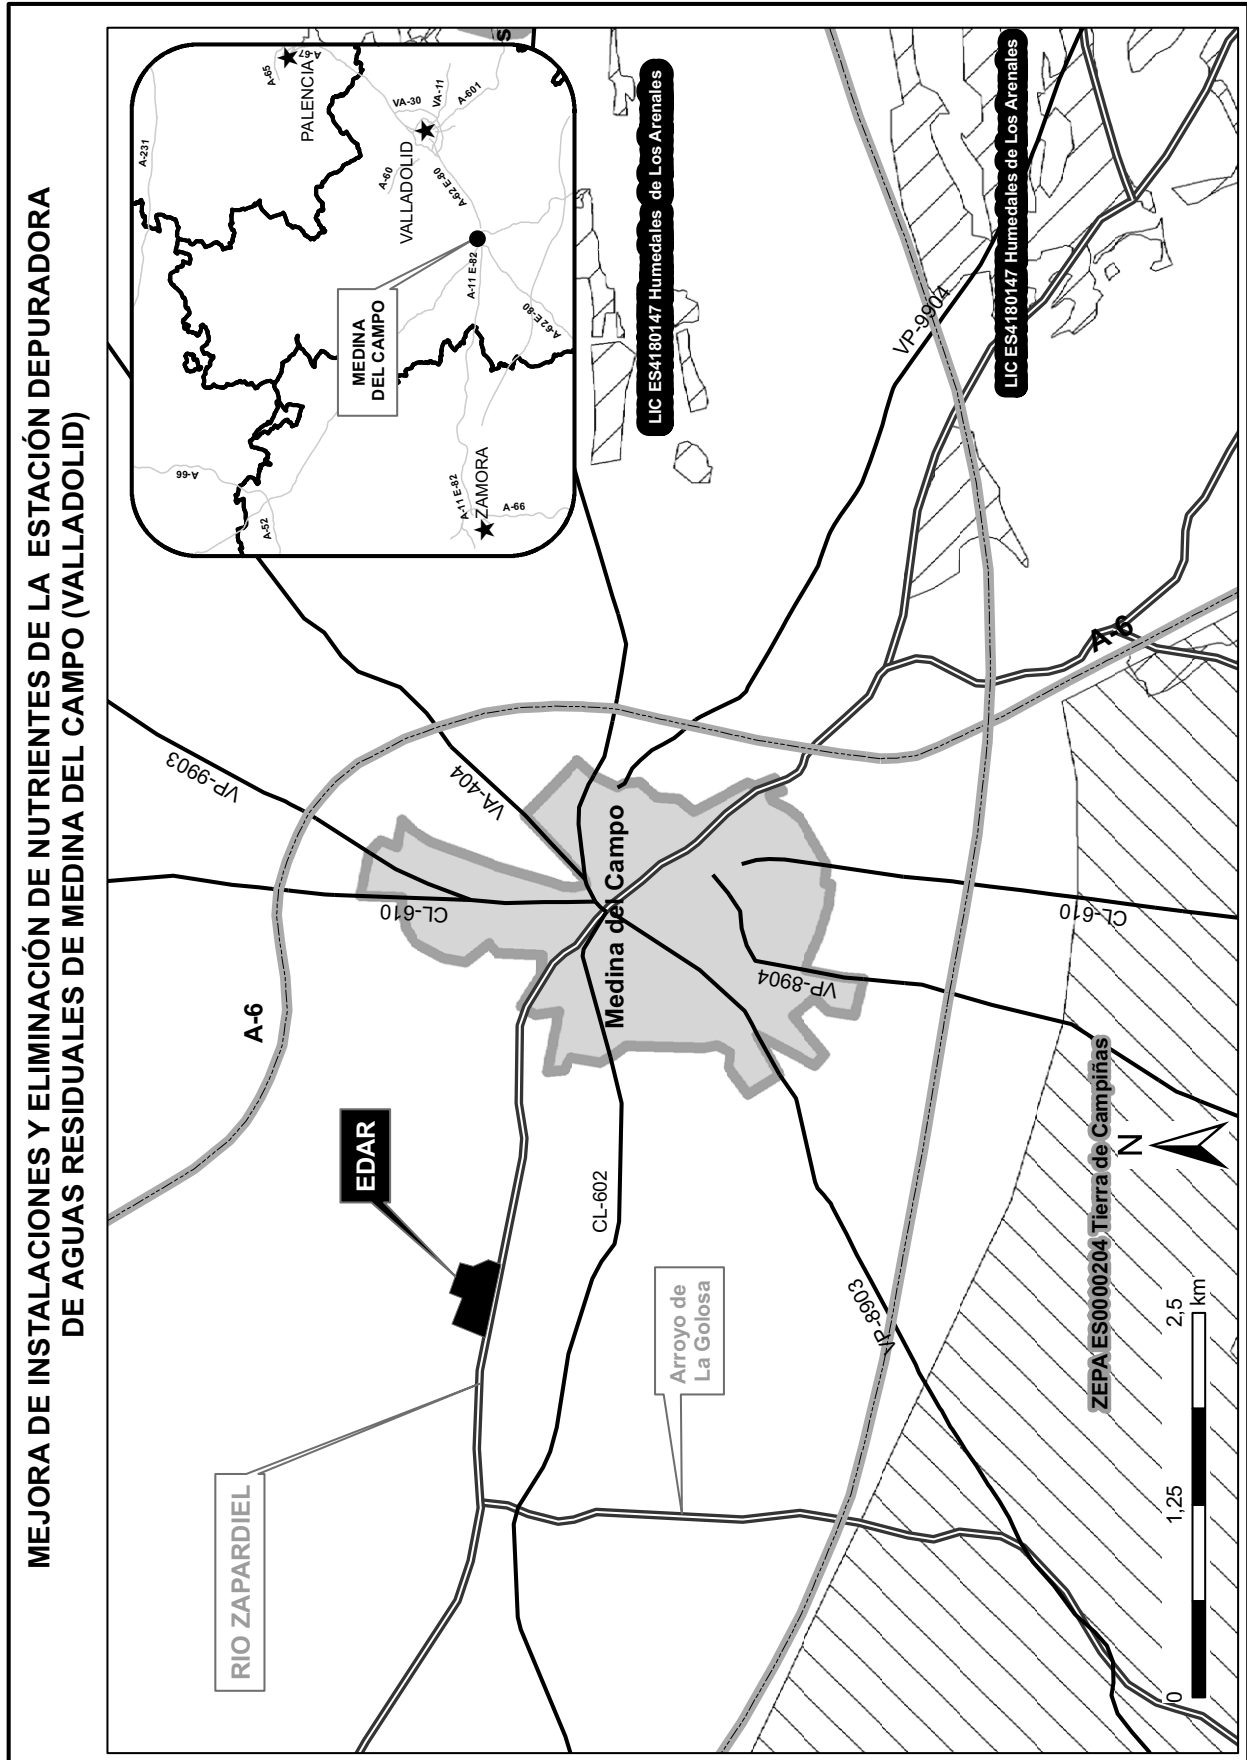 MEJORA DE INSTALACIONES Y ELIMINACIÓN DE NUTRIENTES DE LA ESTACIÓN DEPURADORA
DE AGUAS RESIDUALES DE MEDINA DEL CAMPO (VALLADOLID)
A-231
A-65
A-67
PALENCIA
VA-30
VA-11
A-601
A-60
VALLADOLID
A-62 E-80
A-66
A-52
MEDINA
DEL CAMPO
A-11 E-82
A-62 E-80
A-11 E-82
ZAMORA
A-66
S
LIC ES4180147 Humedales de Los Arenales
LIC ES4180147 Humedales de Los Arenales
VP-9904
VP-9903
VA-404
CL-610
A-6
A-6
Medina del Campo
CL-610
VP-8904
EDAR
CL-602
VP-8903
RIO ZAPARDIEL
Arroyo de
La Golosa
ZEPA ES0000204 Tierra de Campiñas
N
0
1,25
2,5
km